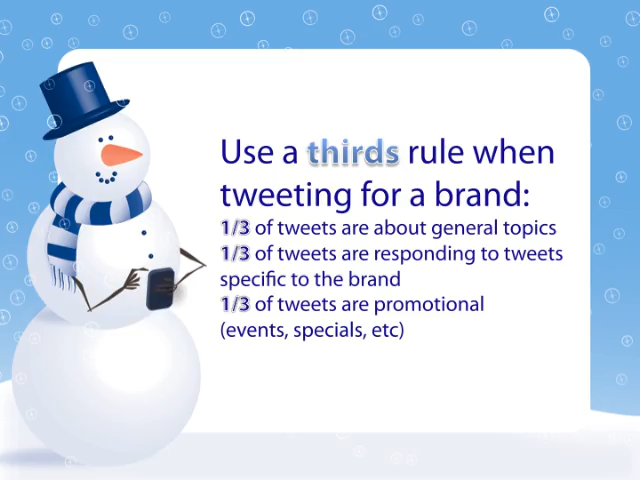 Use a thirds rule when
tweeting for a brand:
1/3 of tweets are about general topics
1/3 of tweets are responding to tweets
specific to the brand
1/3 of tweets are promotional
(events, specials, etc)